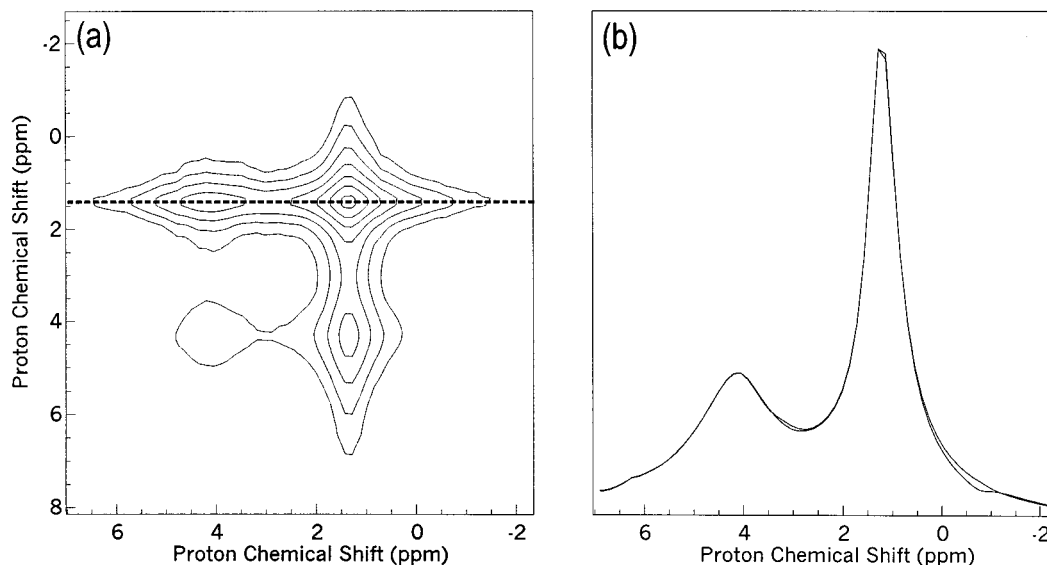 (a)
-2
0
2
4
6
8
Proton Chemical Shift (ppm)
6 4 2 0 -2
Proton Chemical Shift (ppm)
(b)
6 4 2 0 -2
Proton Chemical Shift (ppm)